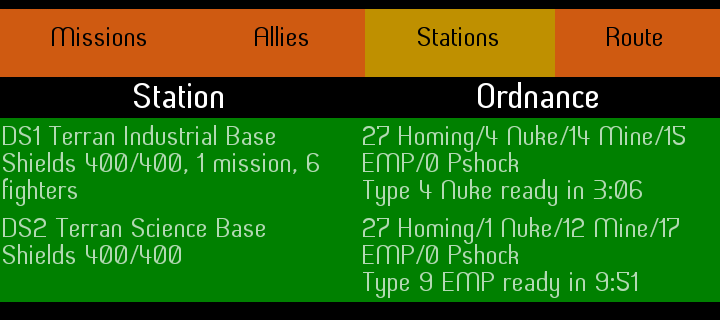 Missions Allies Stations Route
Station Ordnance
DS1 Terran Industrial Base
Shields 400/400, 1 mission, 6
fighters
27 Homing/4 Nuke/14 Mine/15
EMP/0 Pshock
Type 4 Nuke ready in 3:06
DS2 Terran Science Base
Shields 400/400
27 Homing/1 Nuke/12 Mine/17
EMP/0 Pshock
Type 9 EMP ready in 9:51